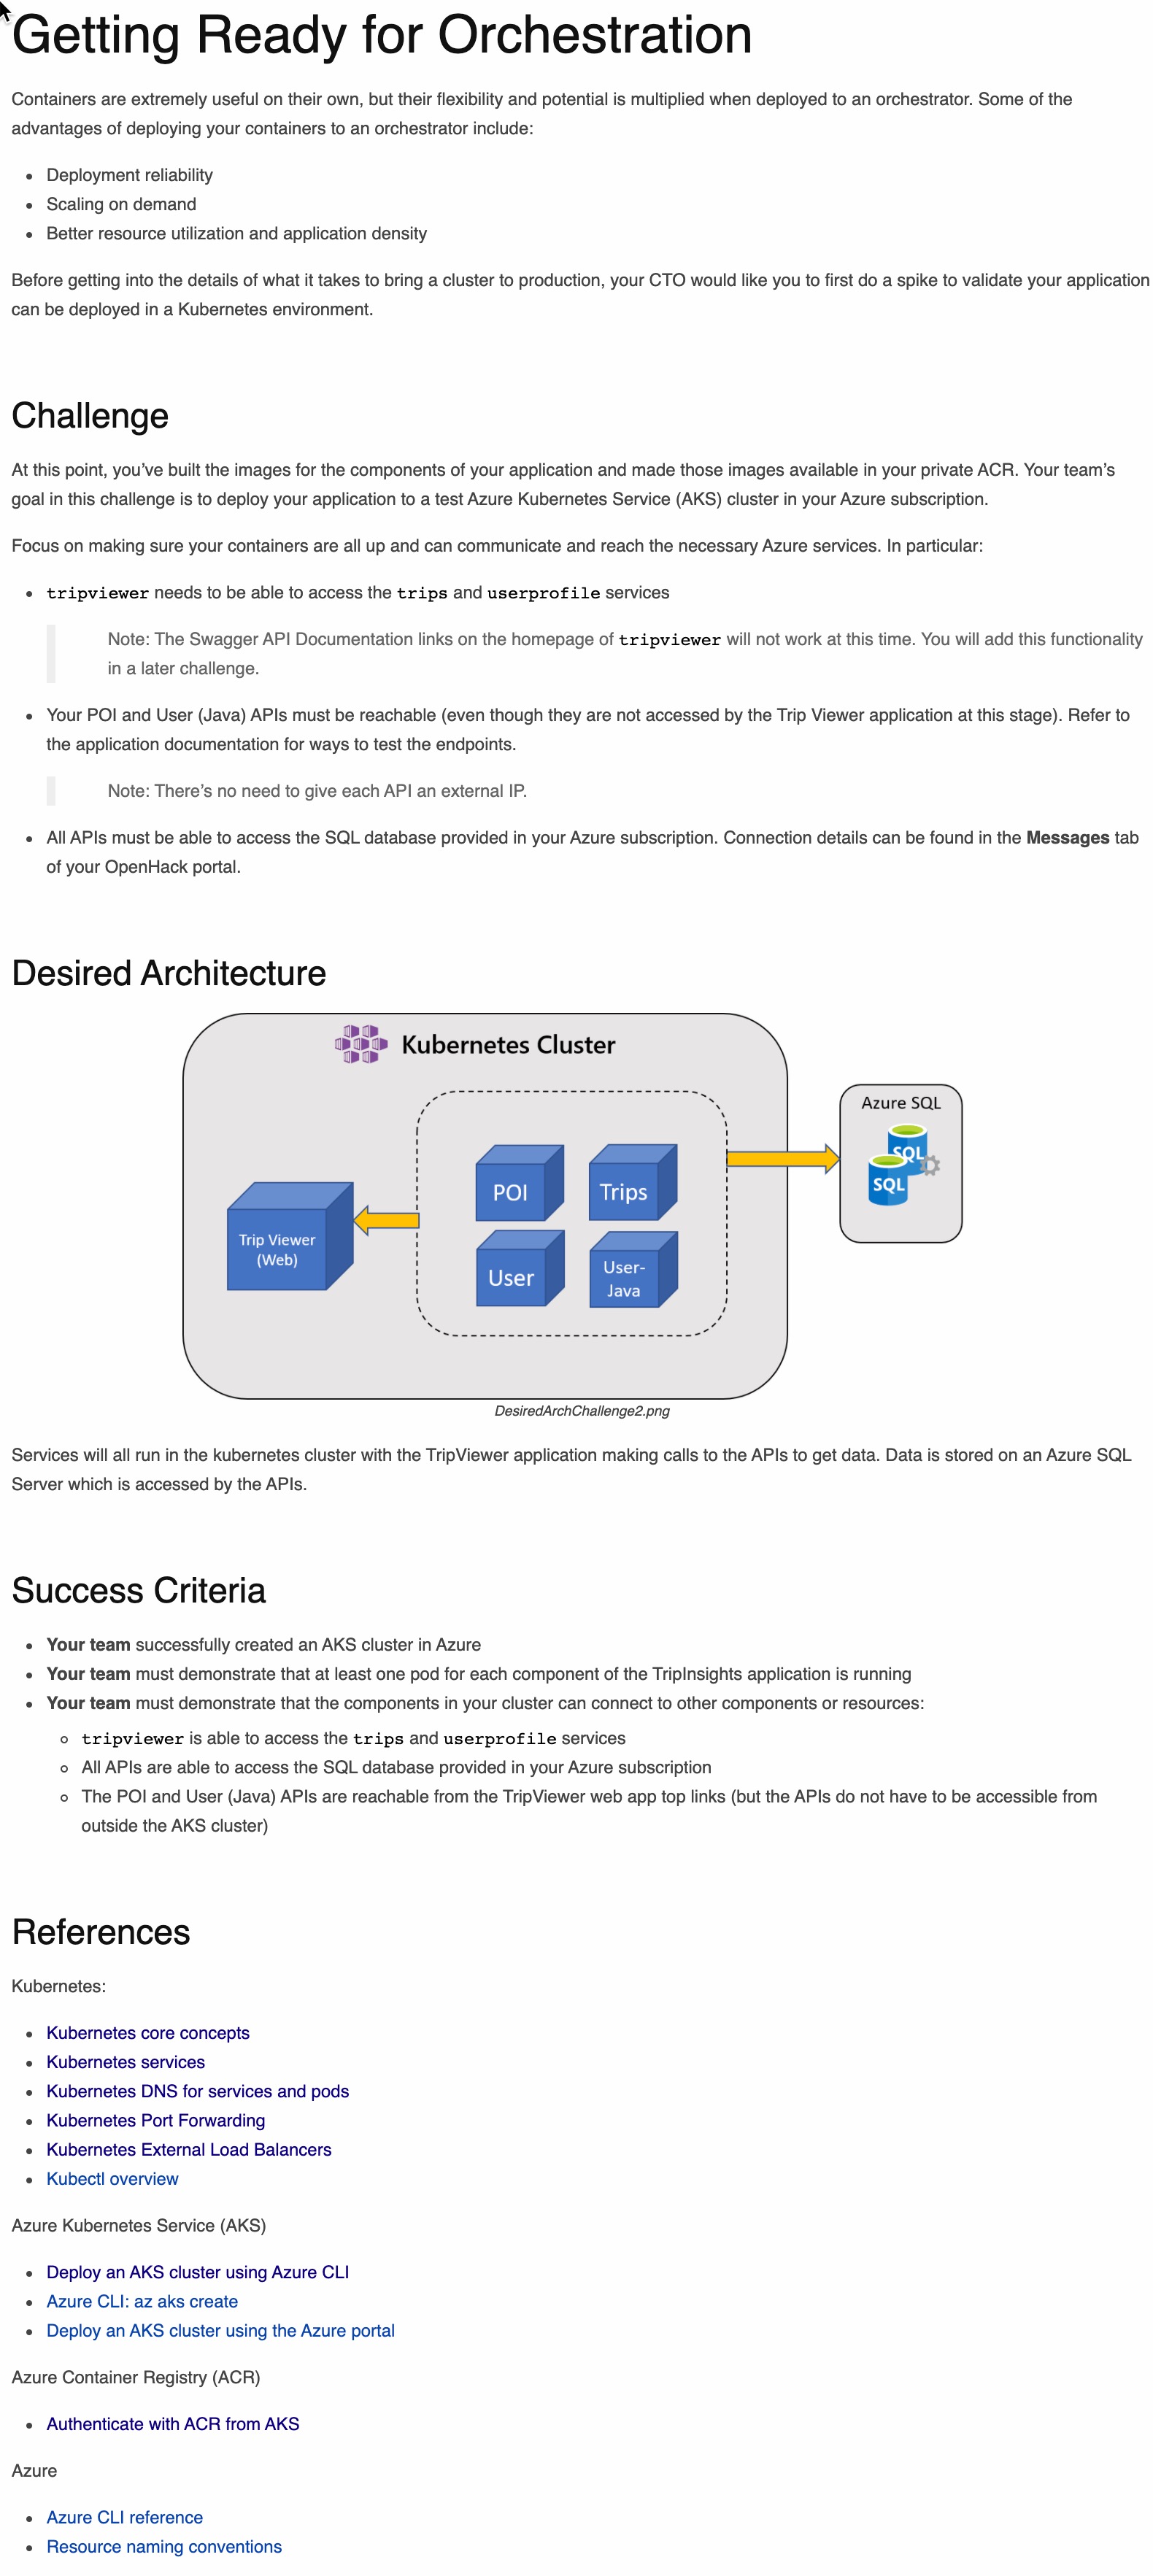 Getting Ready for Orchestration
Containers are extremely useful on their own, but their flexibility and potential is multiplied when deployed to an orchestrator. Some of the
advantages of deploying your containers to an orchestrator include:
Deployment reliability
Scaling on demand
Better resource utilization and application density
Before getting into the details of what it takes to bring a cluster to production, your CTO would like you to first do a spike to validate your application
can be deployed in a Kubernetes environment.
Challenge
At this point, you’ve built the images for the components of your application and made those images available in your private ACR. Your team’s
goal in this challenge is to deploy your application to a test Azure Kubernetes Service (AKS) cluster in your Azure subscription.
Focus on making sure your containers are all up and can communicate and reach the necessary Azure services. In particular:
tripviewer needs to be able to access the trips and userprofile services
Note: The Swagger API Documentation links on the homepage of tripviewer will not work at this time. You will add this functionality
in a later challenge.
Your POI and User (Java) APIs must be reachable (even though they are not accessed by the Trip Viewer application at this stage). Refer to
the application documentation for ways to test the endpoints.
Note: There’s no need to give each API an external IP.
All APIs must be able to access the SQL database provided in your Azure subscription. Connection details can be found in the Messages tab
of your OpenHack portal.
Desired Architecture
Kubernetes Cluster
Azure SQL
SQL
SQL
POI
Trips
Trip Viewer
(Web)
User
User-
Java
DesiredArchChallenge2.png
Services will all run in the kubernetes cluster with the TripViewer application making calls to the APIs to get data. Data is stored on an Azure SQL
Server which is accessed by the APIs.
Success Criteria
Your team successfully created an AKS cluster in Azure
Your team must demonstrate that at least one pod for each component of the TripInsights application is running
Your team must demonstrate that the components in your cluster can connect to other components or resources:
tripviewer is able to access the trips and userprofile services
All APIs are able to access the SQL database provided in your Azure subscription
The POI and User (Java) APIs are reachable from the TripViewer web app top links (but the APIs do not have to be accessible from
outside the AKS cluster)
References
Kubernetes:
Kubernetes core concepts
Kubernetes services
Kubernetes DNS for services and pods
Kubernetes Port Forwarding
Kubernetes External Load Balancers
Kubectl overview
Azure Kubernetes Service (AKS)
Deploy an AKS cluster using Azure CLI
Azure CLI: az aks create
Deploy an AKS cluster using the Azure portal
Azure Container Registry (ACR)
Authenticate with ACR from AKS
Azure
Azure CLI reference
Resource naming conventions